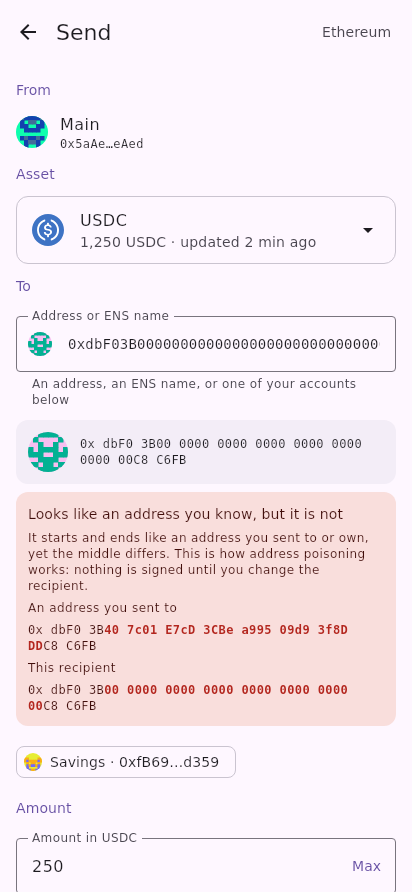 Send
Ethereum
From
Main
0x5aAe…eAed
Asset
USDC
1,250 USDC · updated 2 min ago
To
Address or ENS name
0xdbF03B00000000000000000000000000000
An address, an ENS name, or one of your accounts
below
0x dbF0 3B00 0000 0000 0000 0000 0000
0000 00C8 C6FB
Looks like an address you know, but it is not
It starts and ends like an address you sent to or own,
yet the middle differs. This is how address poisoning
works: nothing is signed until you change the
recipient.
An address you sent to
0x dbF0 3B40 7c01 E7cD 3CBe a995 09d9 3f8D
DDC8 C6FB
This recipient
0x dbF0 3B00 0000 0000 0000 0000 0000 0000
00C8 C6FB
Savings · 0xfB69…d359
Amount
Amount in USDC
250
Max